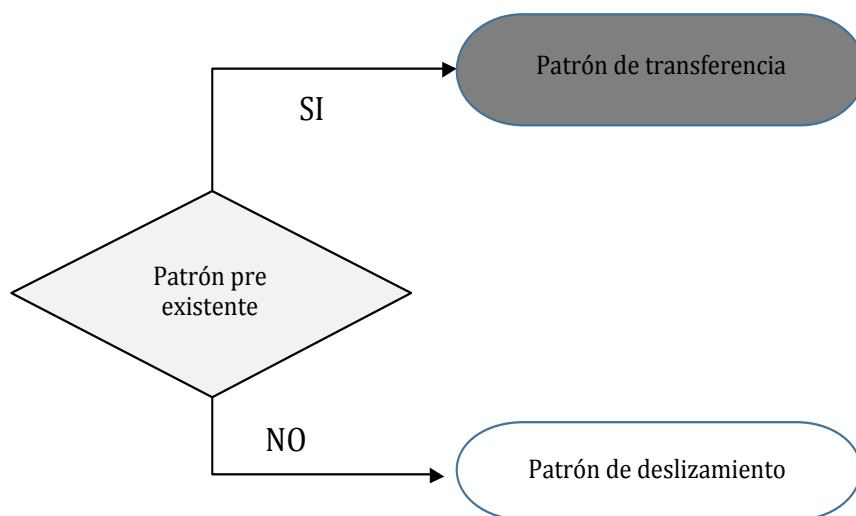 Patrón de transferencia
SI
Patrón pre
existente
NO
Patrón de deslizamiento